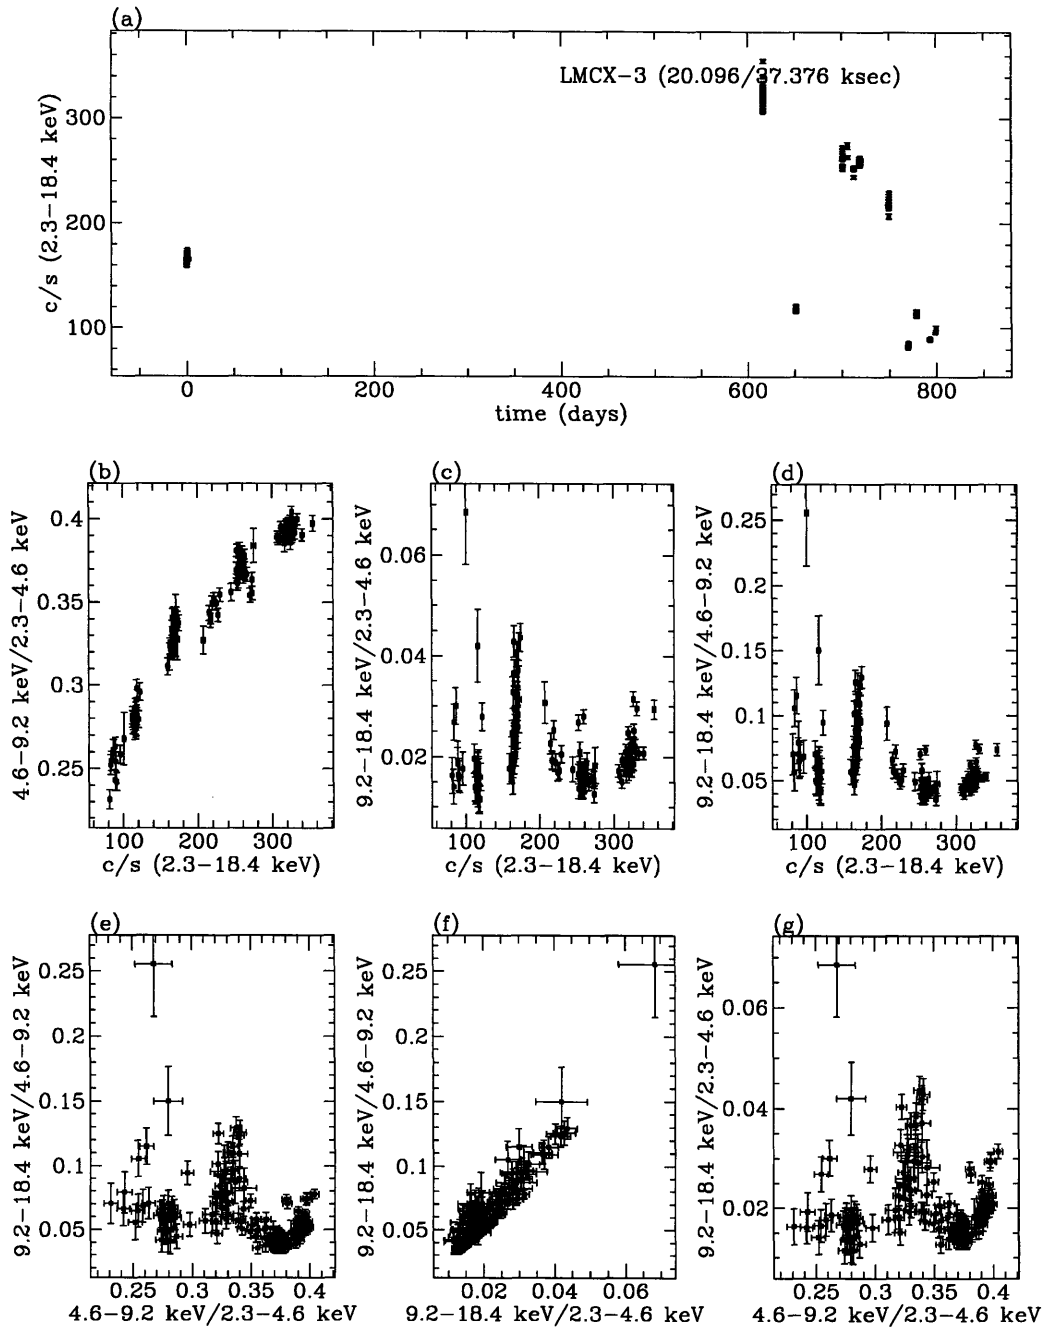 (a)
LMCX-3 (20.096/37.376 ksec)
c/s (2.3-18.4 keV)
300
200
100
0
200
400
600
800
time (days)
(b)
4.6-9.2 keV/2.3-4.6 keV
0.4
0.35
0.3
0.25
100
200
300
c/s (2.3-18.4 keV)
(c)
9.2-18.4 keV/2.3-4.6 keV
0.06
0.04
0.02
100
200
300
c/s (2.3-18.4 keV)
(d)
9.2-18.4 keV/4.6-9.2 keV
0.25
0.2
0.15
0.1
0.05
100
200
300
c/s (2.3-18.4 keV)
(e)
9.2-18.4 keV/4.6-9.2 keV
0.25
0.2
0.15
0.1
0.05
0.25
0.3
0.35
0.4
4.6-9.2 keV/2.3-4.6 keV
(f)
9.2-18.4 keV/4.6-9.2 keV
0.25
0.2
0.15
0.1
0.05
0.02
0.04
0.06
9.2-18.4 keV/2.3-4.6 keV
(g)
9.2-18.4 keV/2.3-4.6 keV
0.06
0.04
0.02
0.25
0.3
0.35
0.4
4.6-9.2 keV/2.3-4.6 keV